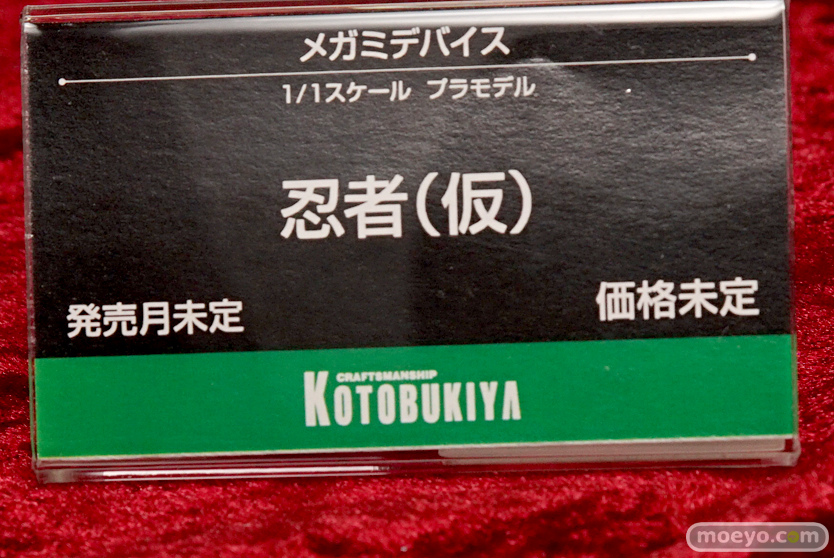 メガミデバイス
1/1スケール プラモデル
忍者(仮)
発売月未定
価格未定
CRAFTSMANSHIP
KOTOBUKIYA
moeyo.com